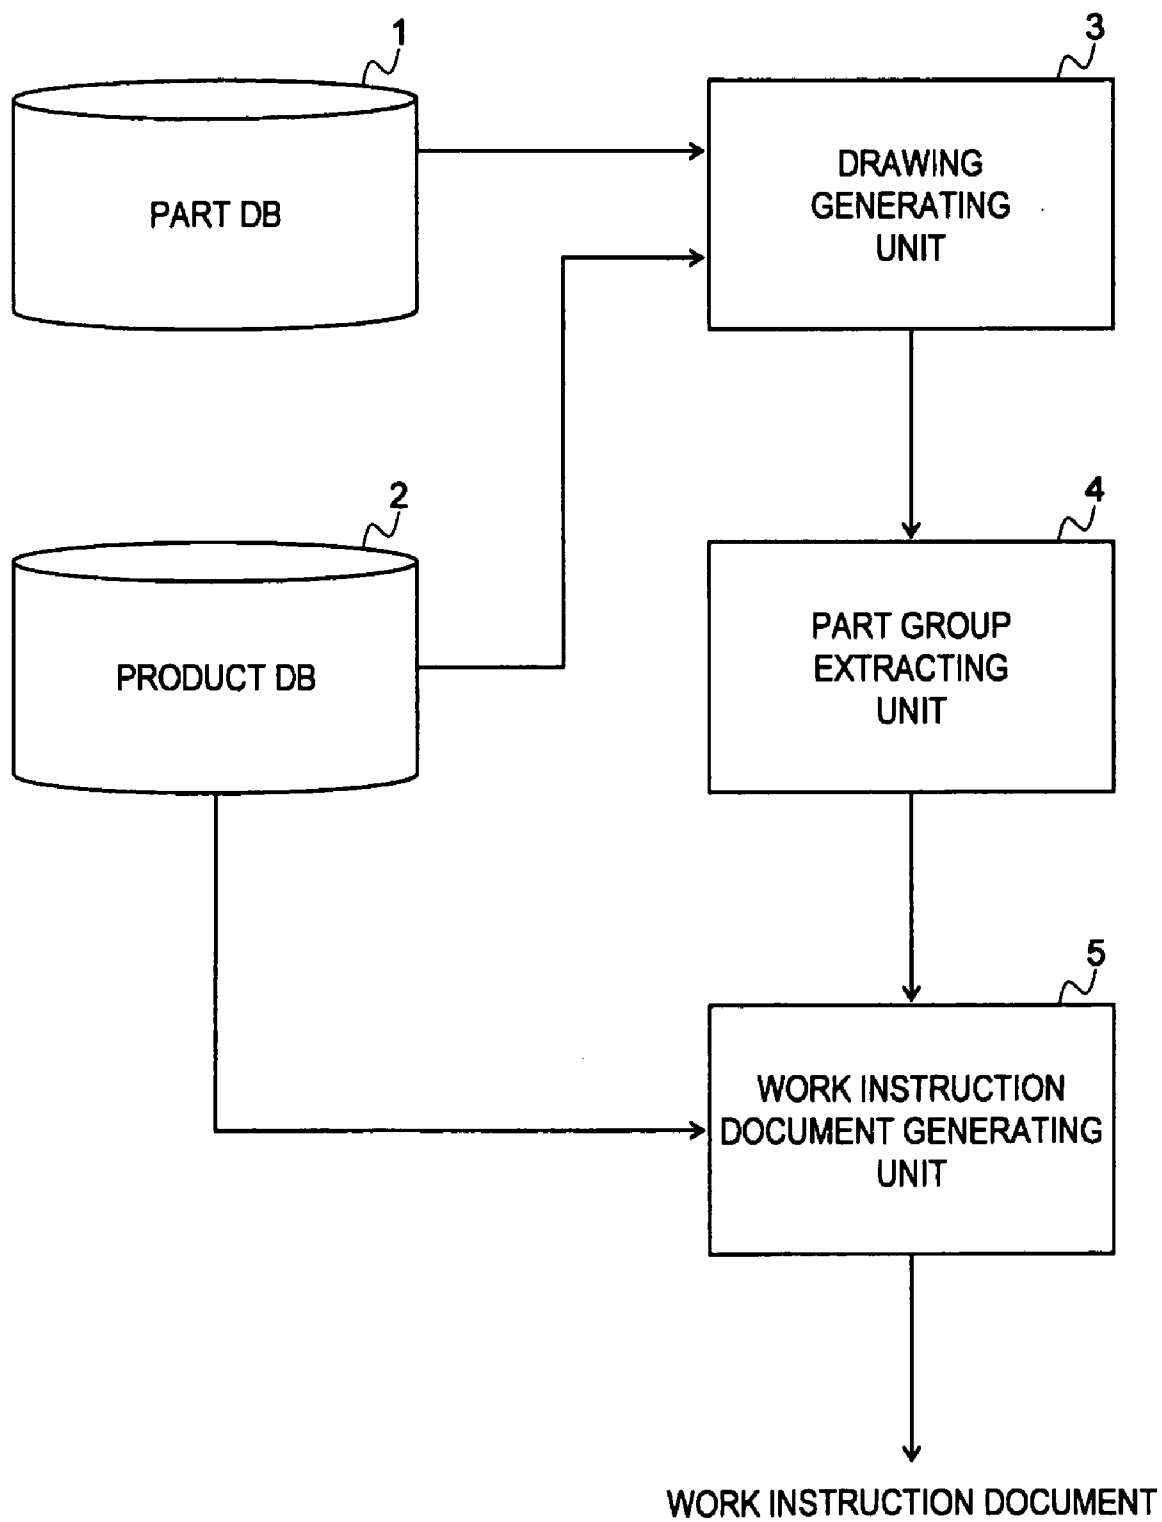 1
PART DB
3
DRAWING
GENERATING
UNIT
2
PRODUCT DB
4
PART GROUP
EXTRACTING
UNIT
5
WORK INSTRUCTION
DOCUMENT GENERATING
UNIT
WORK INSTRUCTION DOCUMENT